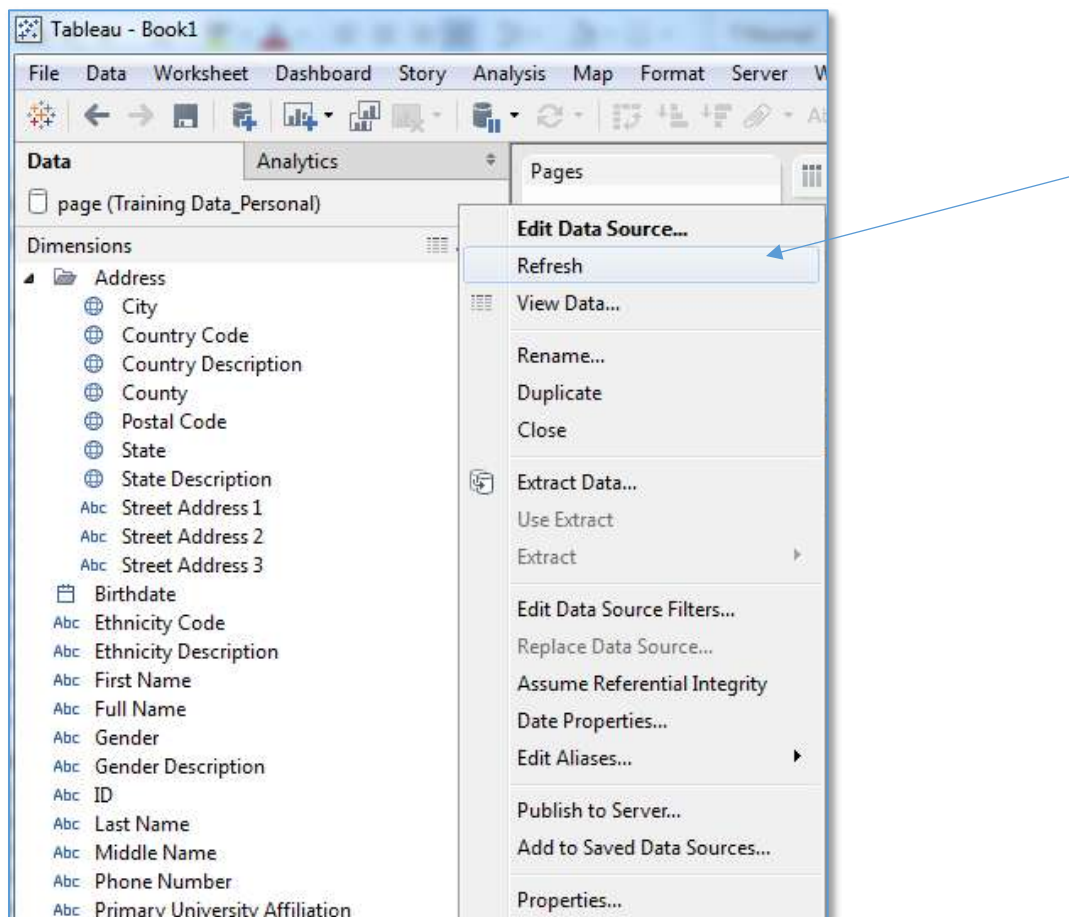 Tableau - Book1
File Data Worksheet Dashboard Story Analysis Map Format Server
Data
Analytics
Pages
page (Training Data_Personal)
Dimensions
Address
City
Country Code
Country Description
County
Postal Code
State
State Description
Abc Street Address 1
Abc Street Address 2
Abc Street Address 3
Birthdate
Abc Ethnicity Code
Abc Ethnicity Description
Abc First Name
Abc Full Name
Abc Gender
Abc Gender Description
Abc ID
Abc Last Name
Abc Middle Name
Abc Phone Number
Abc Primary University Affiliation
Edit Data Source...
Refresh
View Data...
Rename...
Duplicate
Close
Extract Data...
Use Extract
Extract
Edit Data Source Filters...
Replace Data Source...
Assume Referential Integrity
Date Properties...
Edit Aliases...
Publish to Server...
Add to Saved Data Sources...
Properties...